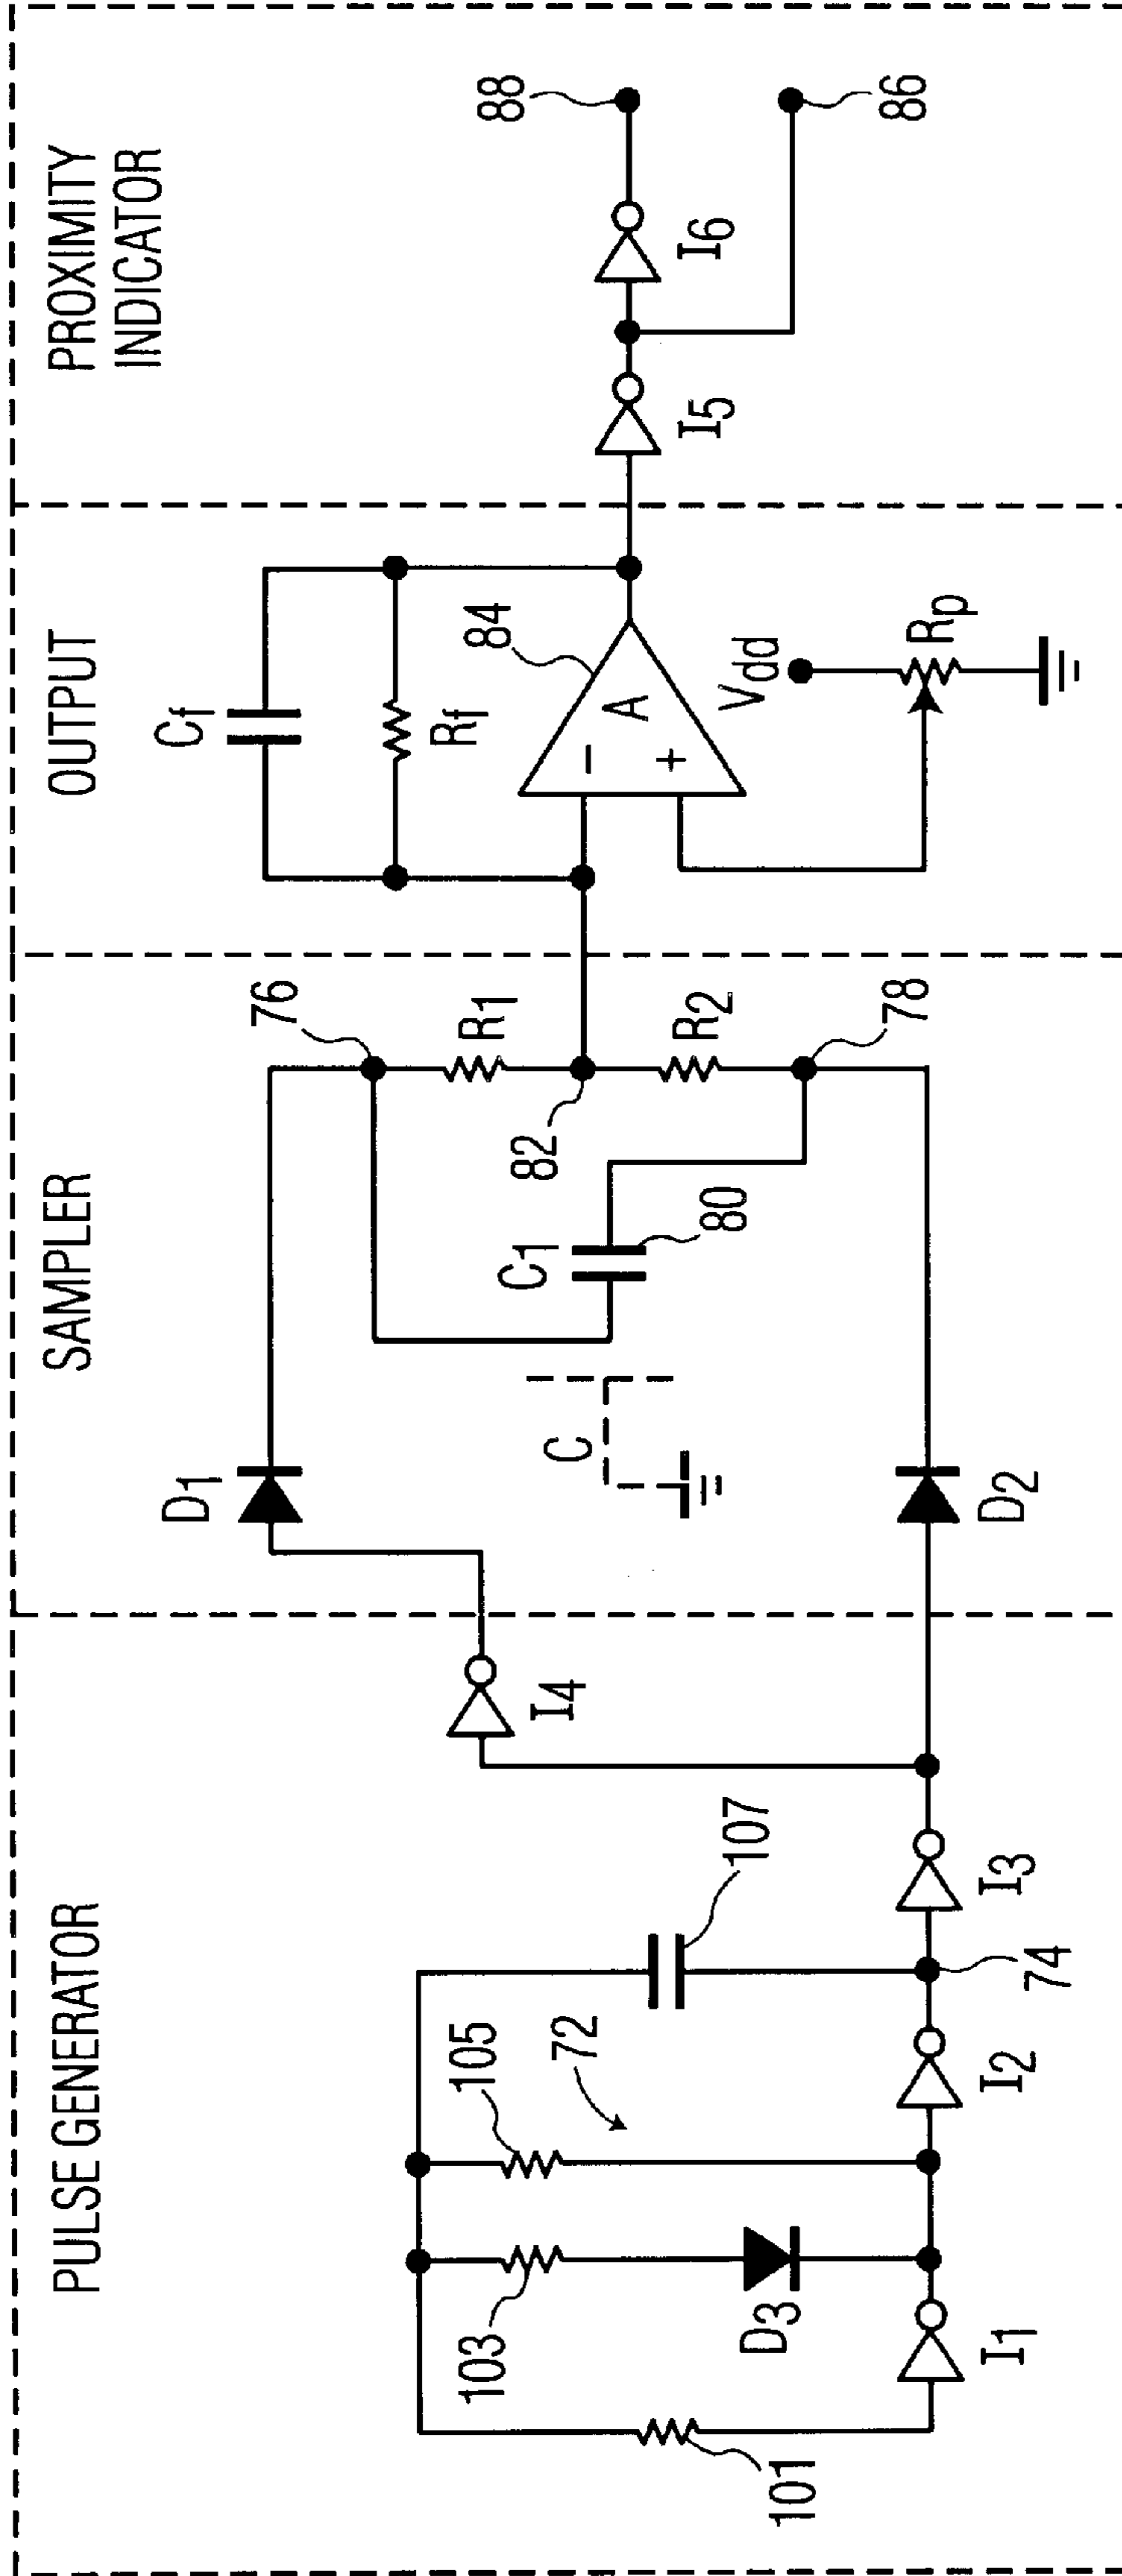 PULSE GENERATOR
SAMPLER
OUTPUT
PROXIMITY
INDICATOR
101
103
D3
I1
105
72
I2
107
74
I3
I4
D1
D2
C
C1
80
76
R1
82
R2
78
Cf
Rf
84
A
−
+
Vdd
Rp
I5
I6
88
86